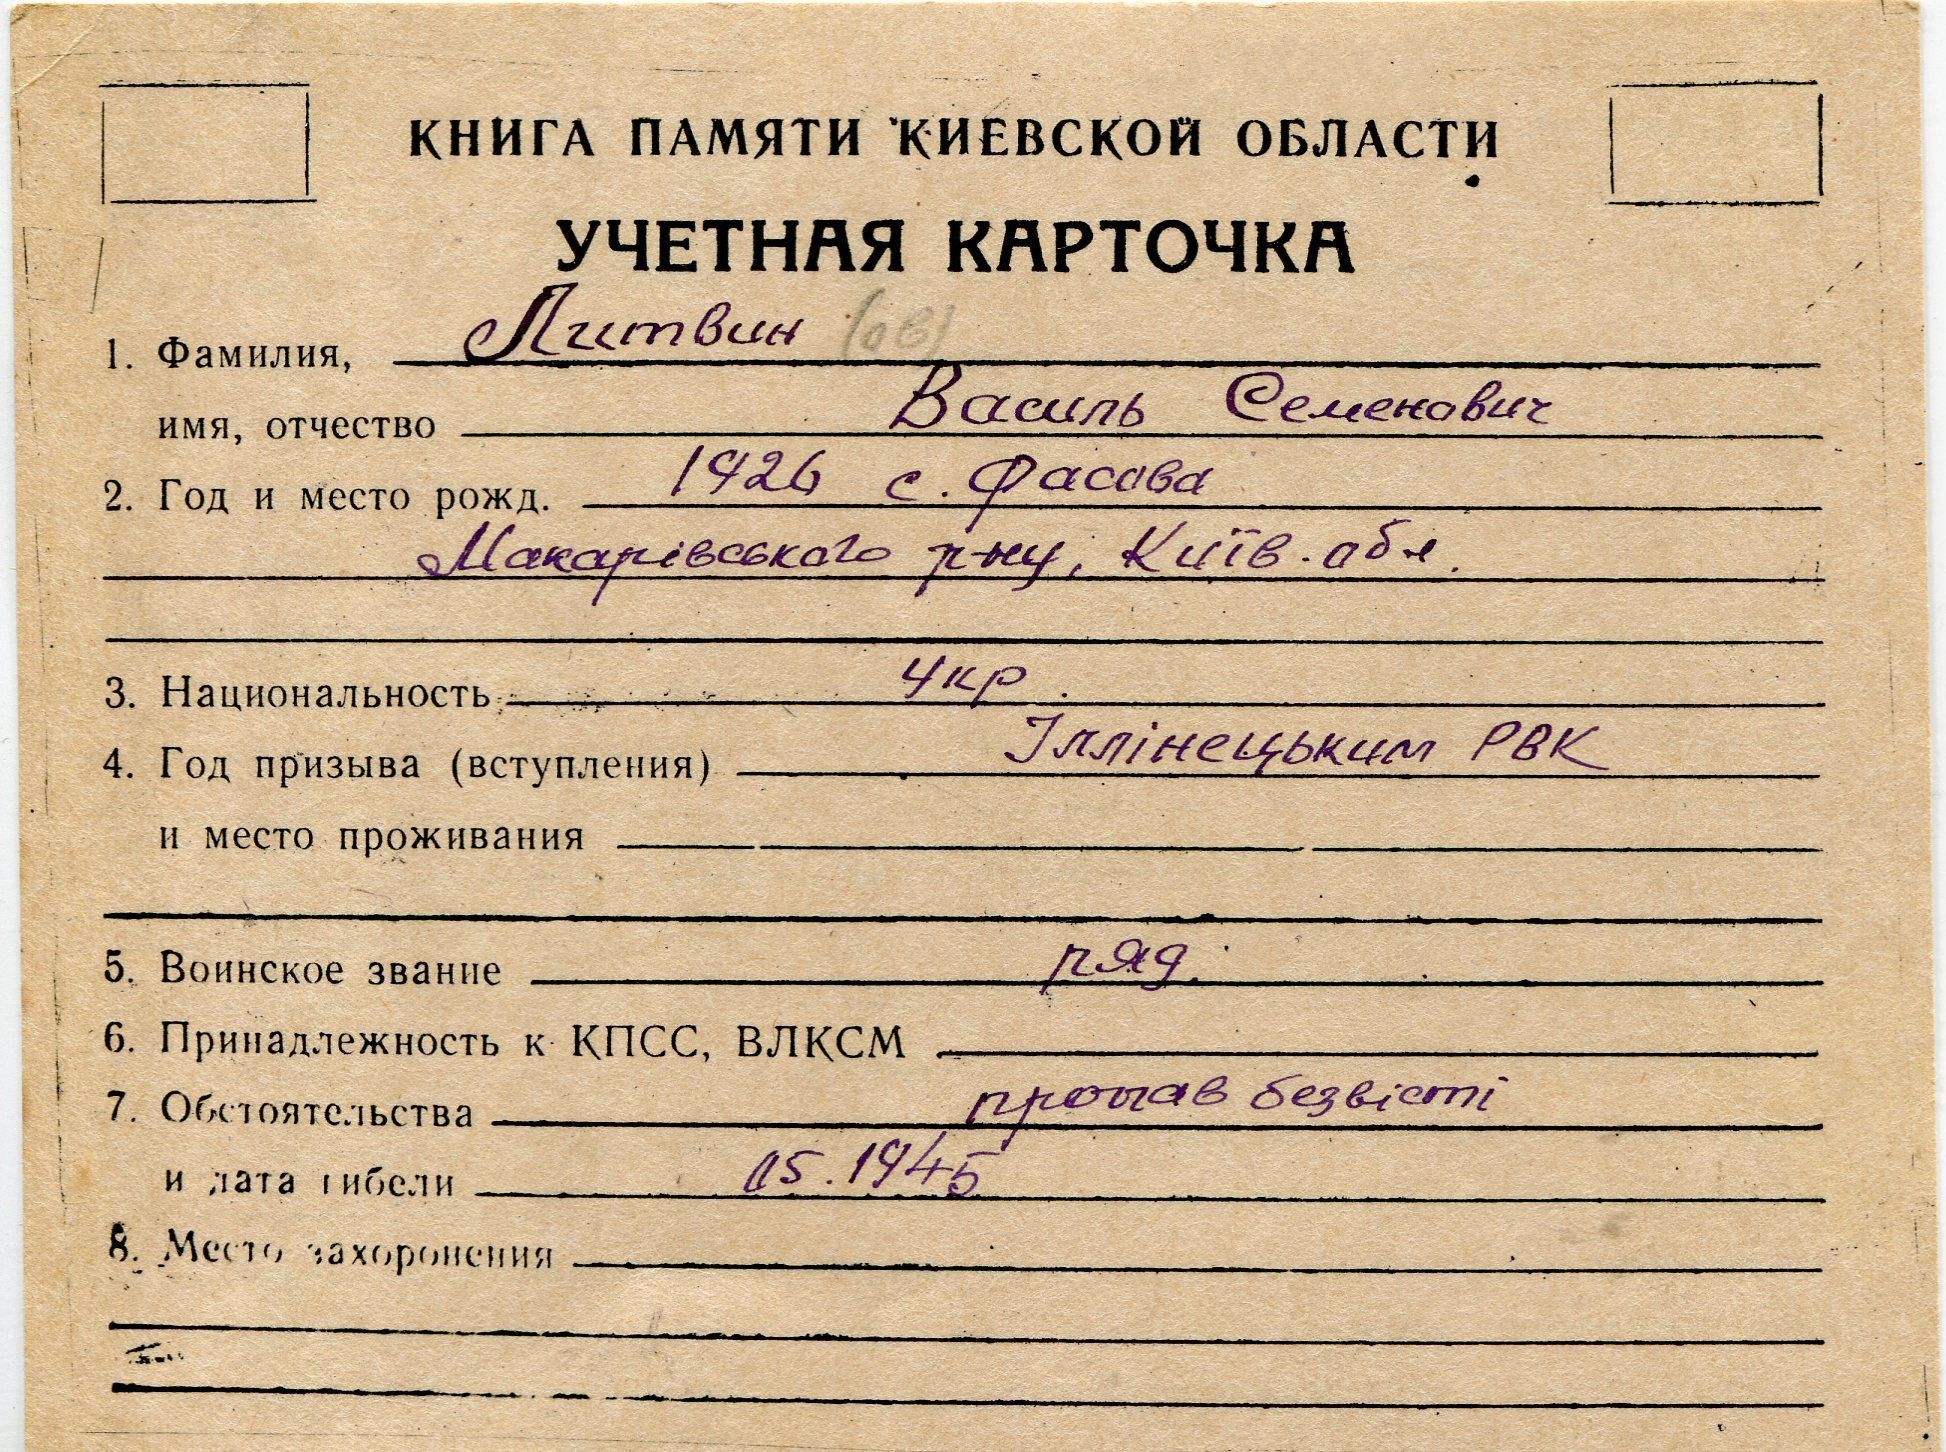 КНИГА ПАМЯТИ КИЕВСКОЙ ОБЛАСТИ
УЧЕТНАЯ КАРТОЧКА
1. Фамилия, Литвин (ов)
имя, отчество Василь Семенович
2. Год и место рожд. 1926 с. Фасова
Макарівського р-ну, Київ. обл.
3. Национальность укр.
4. Год призыва (вступления) Іллінецьким РВК
и место проживания
5. Воинское звание ряд.
6. Принадлежность к КПСС, ВЛКСМ
7. Обстоятельства пропав безвісті
и дата гибели 05.1945
8. Место захоронения